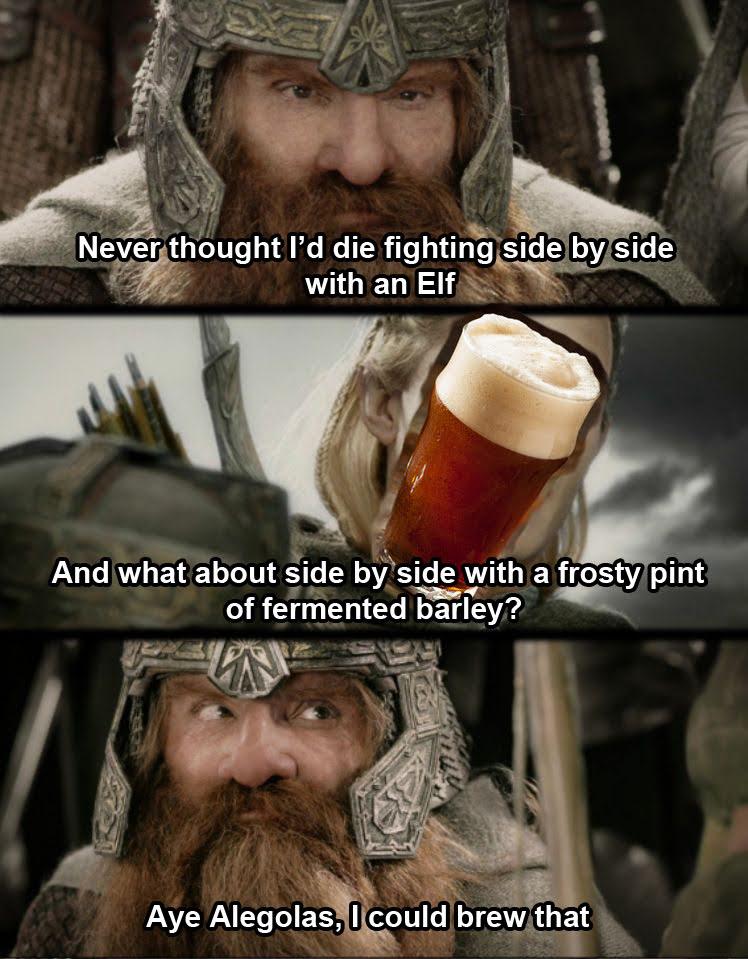 Never thought I’d die fighting side by side
with an Elf
And what about side by side with a frosty pint
of fermented barley?
Aye Alegolas, I could brew that